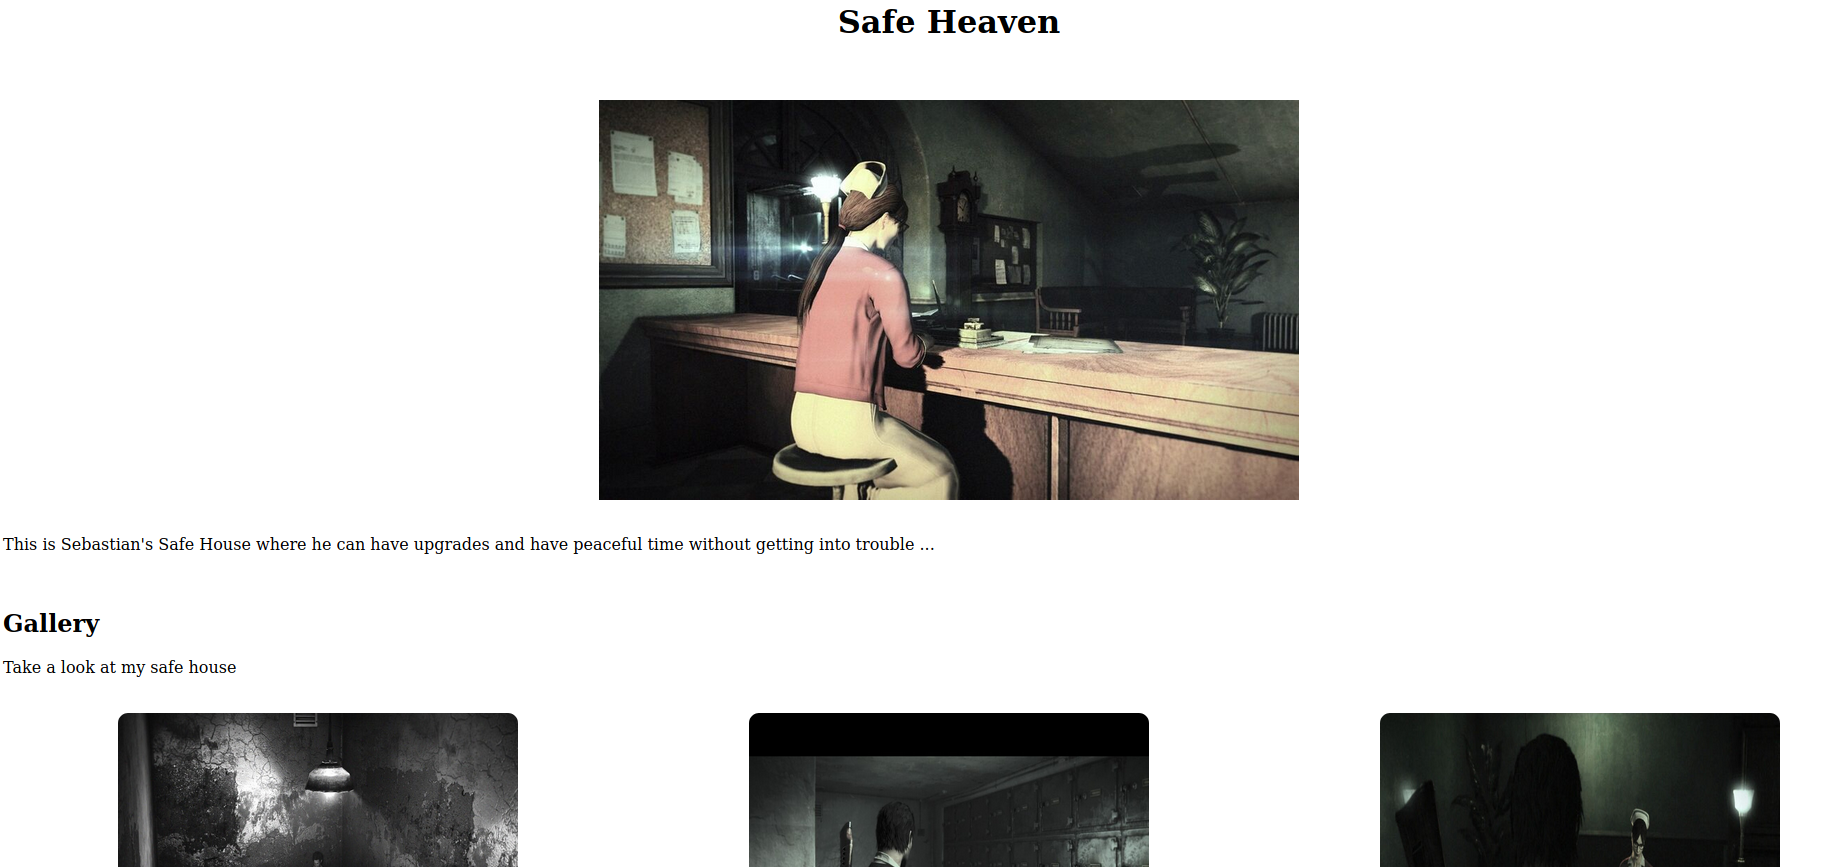 Safe Heaven
This is Sebastian's Safe House where he can have upgrades and have peaceful time without getting into trouble ...
Gallery
Take a look at my safe house